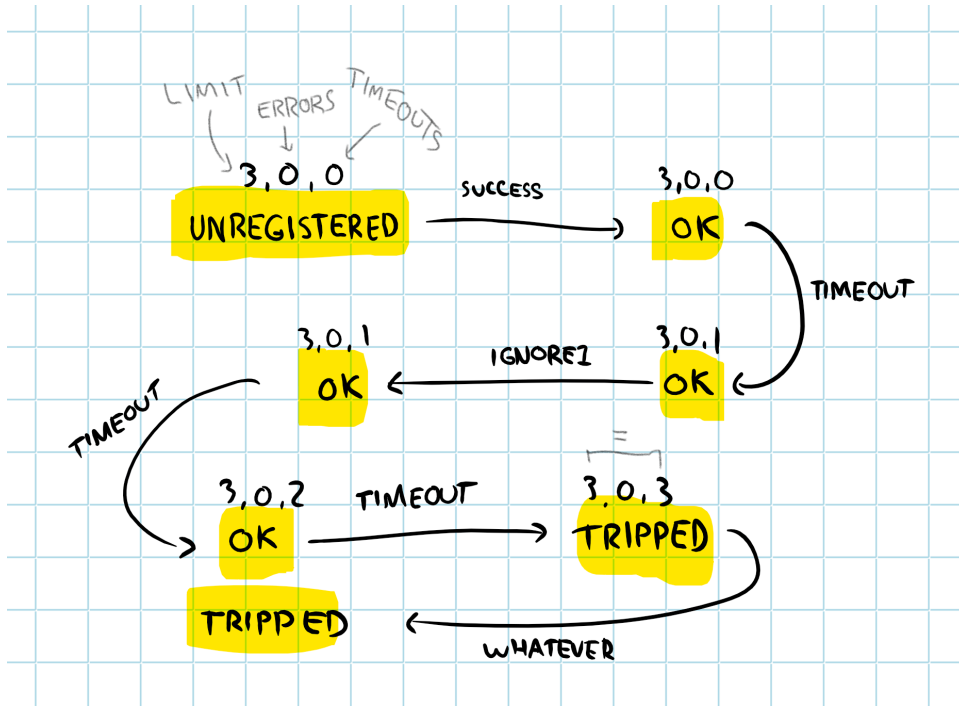 LIMIT
ERRORS
TIMEOUTS
3,0,0
UNREGISTERED
SUCCESS
3,0,0
OK
TIMEOUT
3,0,1
OK
IGNORE1
3,0,1
OK
TIMEOUT
3,0,2
OK
TIMEOUT
=
3,0,3
TRIPPED
WHATEVER
TRIPPED